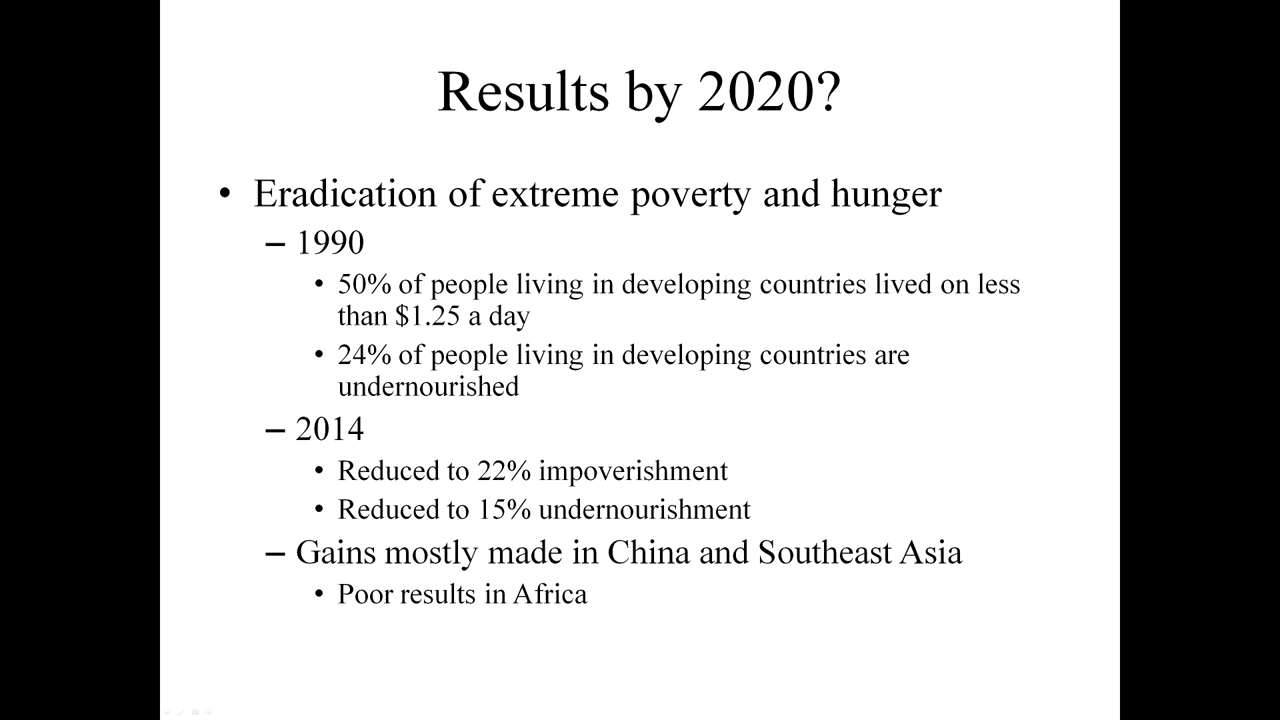 Results by 2020?
• Eradication of extreme poverty and hunger
– 1990
• 50% of people living in developing countries lived on less
than $1.25 a day
• 24% of people living in developing countries are
undernourished
– 2014
• Reduced to 22% impoverishment
• Reduced to 15% undernourishment
– Gains mostly made in China and Southeast Asia
• Poor results in Africa